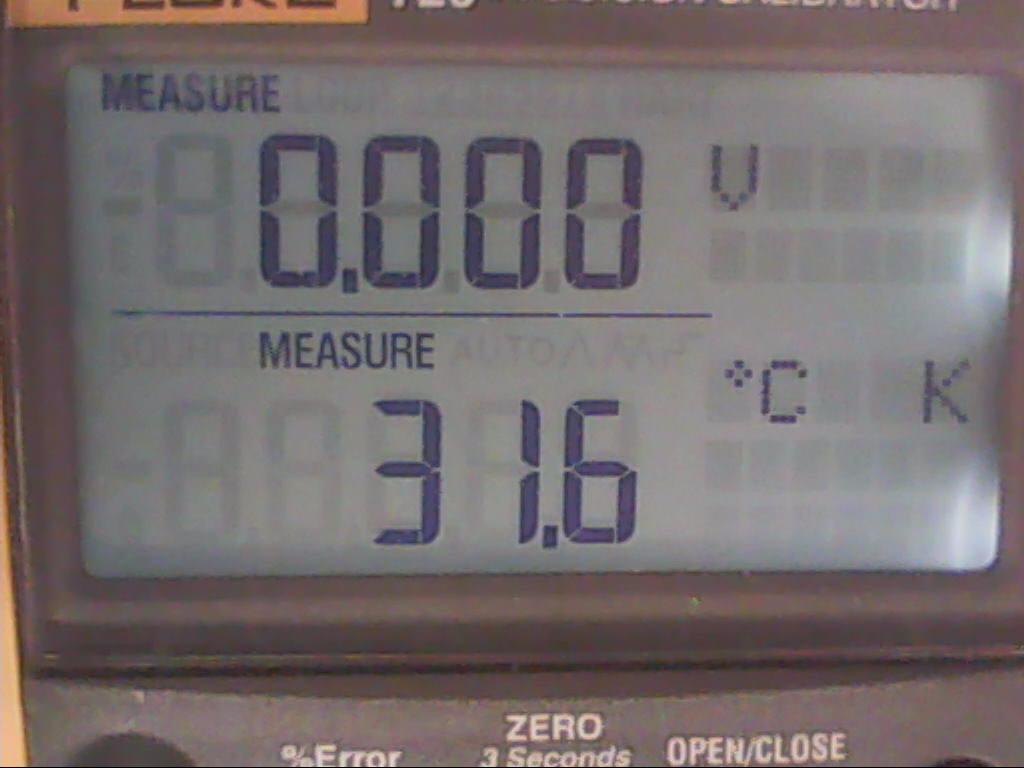 MEASURE
0.000 V
MEASURE
31.6 °C K
ZERO
%Error 3 Seconds OPEN/CLOSE